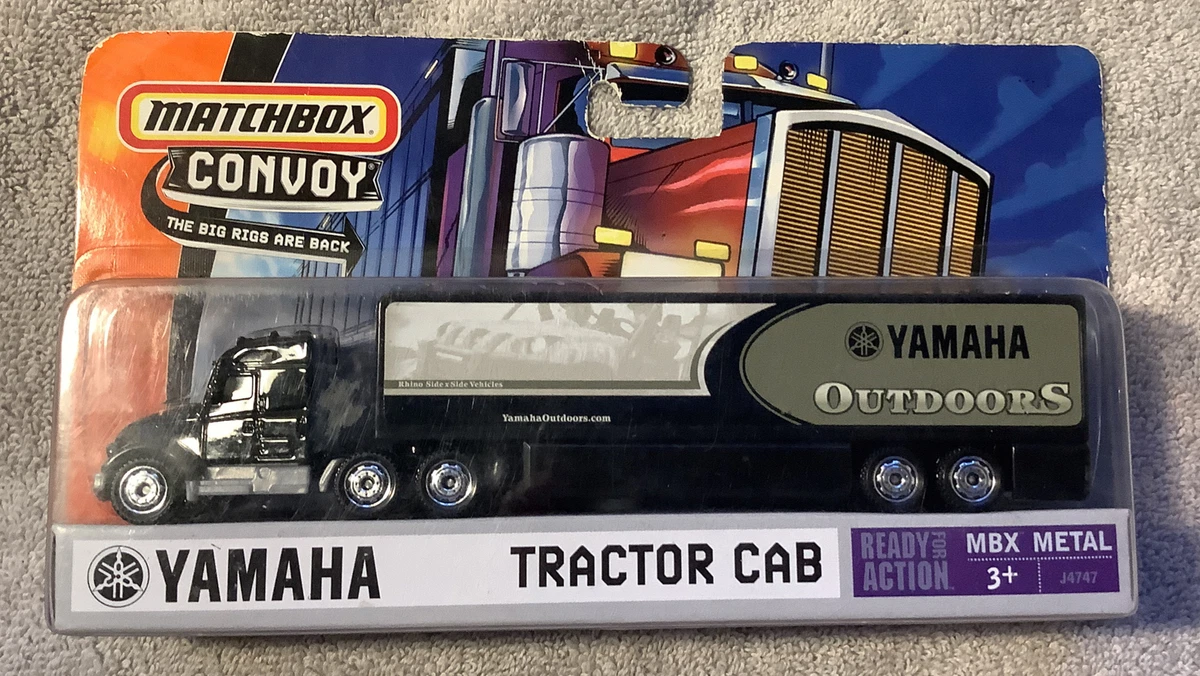 MATCHBOX®
CONVOY®
THE BIG RIGS ARE BACK
YAMAHA
OUTDOORS
Rhino Side x Side Vehicles
YamahaOutdoors.com
YAMAHA
TRACTOR CAB
READY FOR ACTION™
MBX METAL
3+
J4747